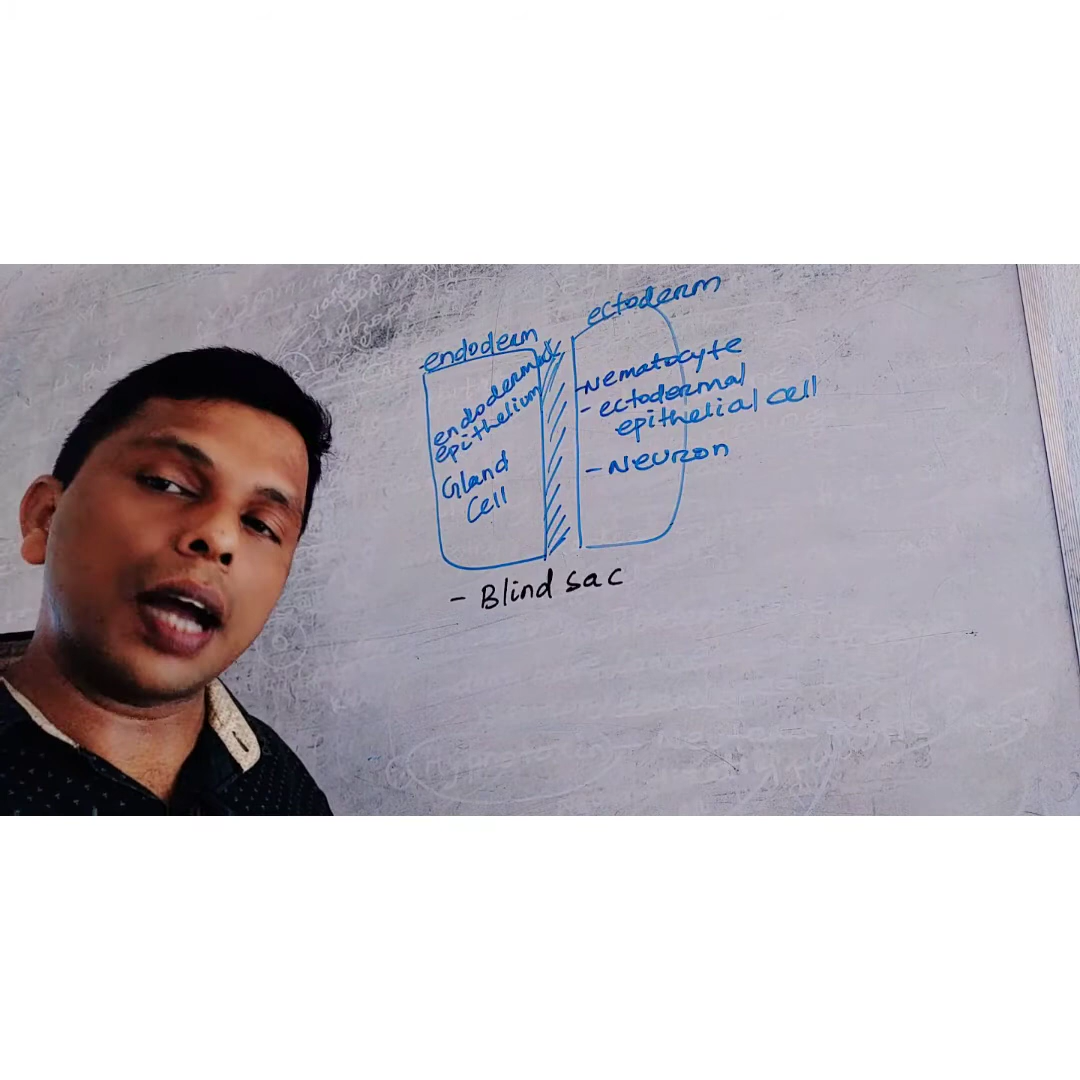 endoderm
endodermal
epithelium
Gland
Cell
ectoderm
-Nematocyte
- ectodermal
epithelial cell
- Neuron
- Blind sac